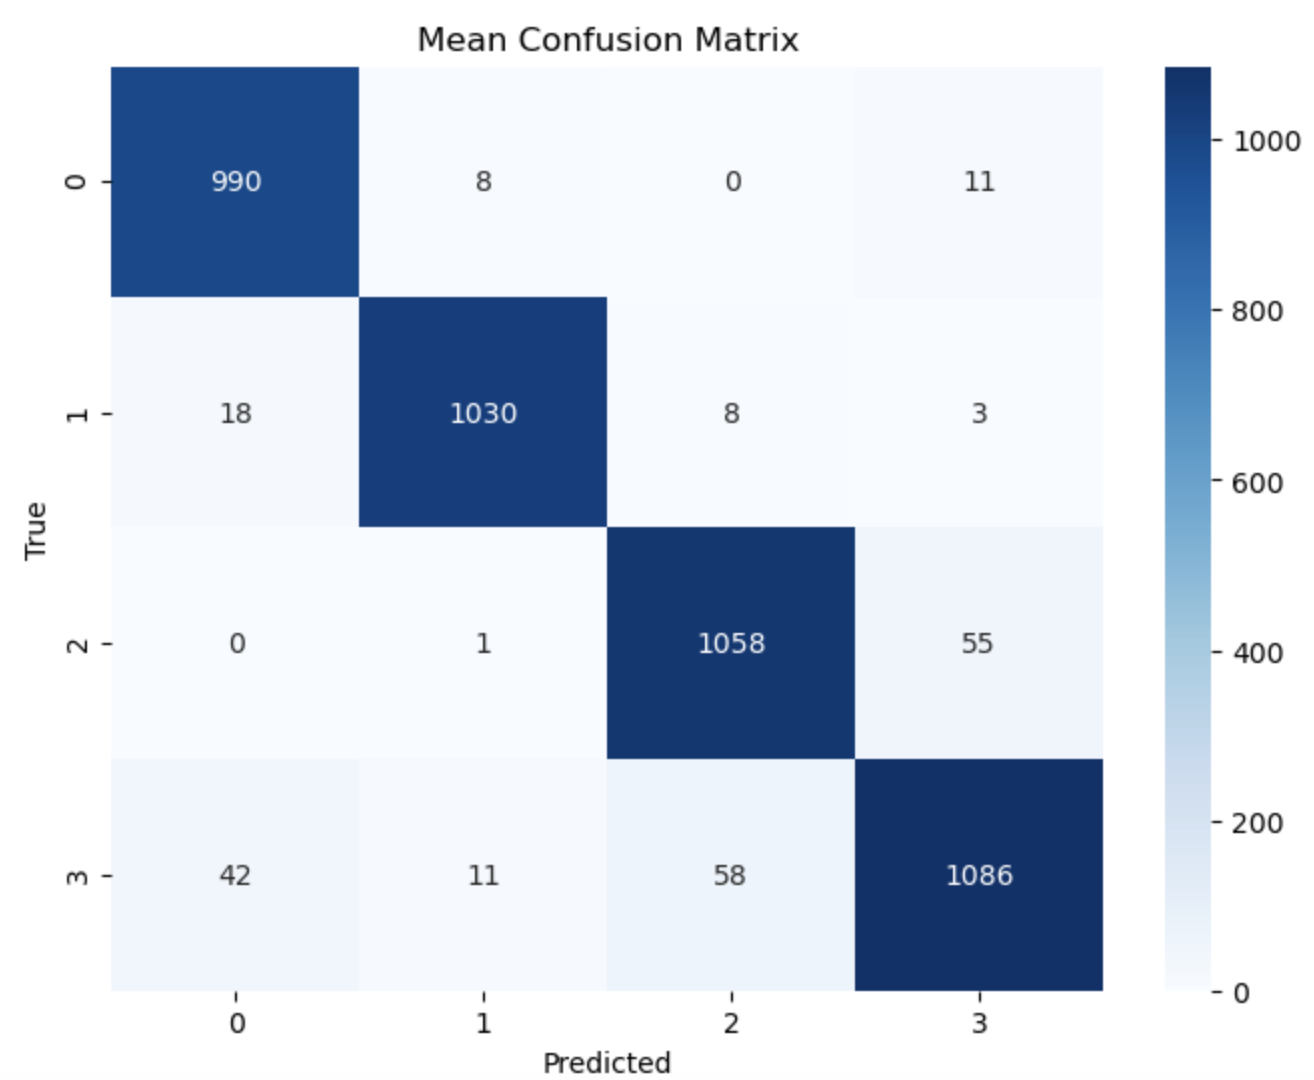 Mean Confusion Matrix
0 990 8 0 11
1 18 1030 8 3
2 0 1 1058 55
3 42 11 58 1086
0 1 2 3
Predicted
True
1000
800
600
400
200
0